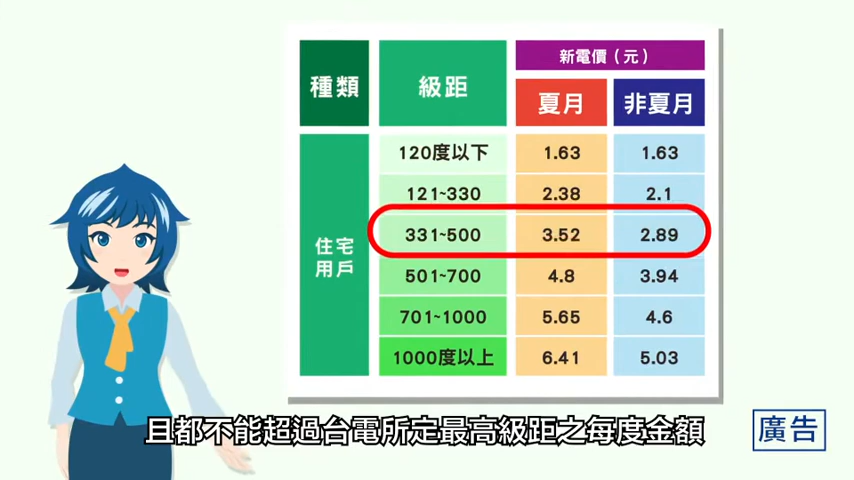 種類 級距 新電價（元）
夏月 非夏月
住宅用戶
120度以下 1.63 1.63
121~330 2.38 2.1
331~500 3.52 2.89
501~700 4.8 3.94
701~1000 5.65 4.6
1000度以上 6.41 5.03
且都不能超過台電所定最高級距之每度金額
廣告